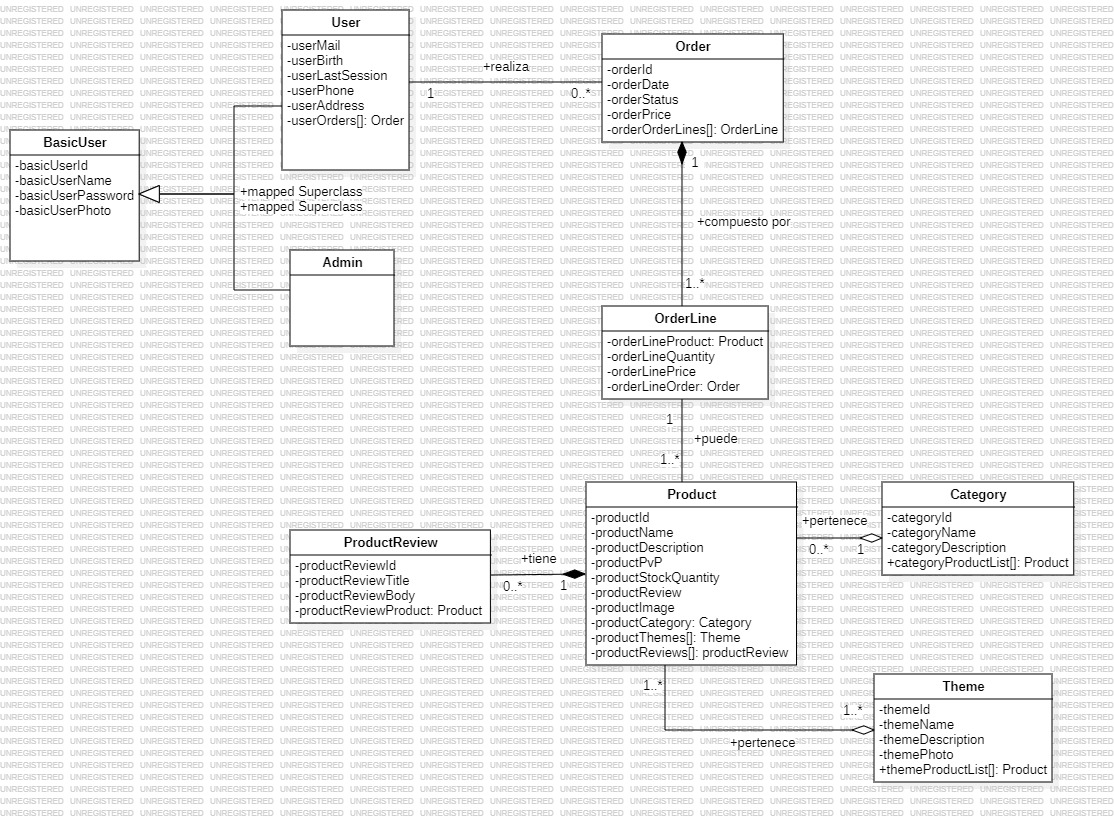 User
-userMail
-userBirth
-userLastSession
-userPhone
-userAddress
-userOrders[]: Order
+realiza
1
0..*
Order
-orderId
-orderDate
-orderStatus
-orderPrice
-orderOrderLines[]: OrderLine
BasicUser
-basicUserId
-basicUserName
-basicUserPassword
-basicUserPhoto
+mapped Superclass
+mapped Superclass
Admin
1
+compuesto por
1..*
OrderLine
-orderLineProduct: Product
-orderLineQuantity
-orderLinePrice
-orderLineOrder: Order
1
+puede
1..*
Product
-productId
-productName
-productDescription
-productPvP
-productStockQuantity
-productReview
-productImage
-productCategory: Category
-productThemes[]: Theme
-productReviews[]: productReview
+pertenece
0..*
1
Category
-categoryId
-categoryName
-categoryDescription
+categoryProductList[]: Product
ProductReview
-productReviewId
-productReviewTitle
-productReviewBody
-productReviewProduct: Product
+tiene
0..*
1
1..*
1..*
+pertenece
Theme
-themeId
-themeName
-themeDescription
-themePhoto
+themeProductList[]: Product
UNREGISTERED